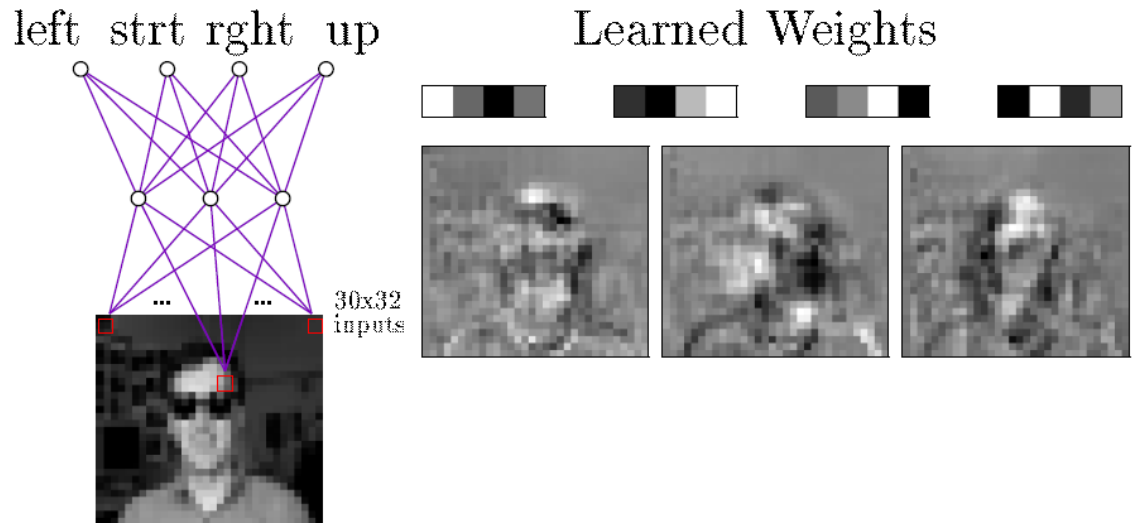 left strt rght up
Learned Weights
... ...
30x32
inputs